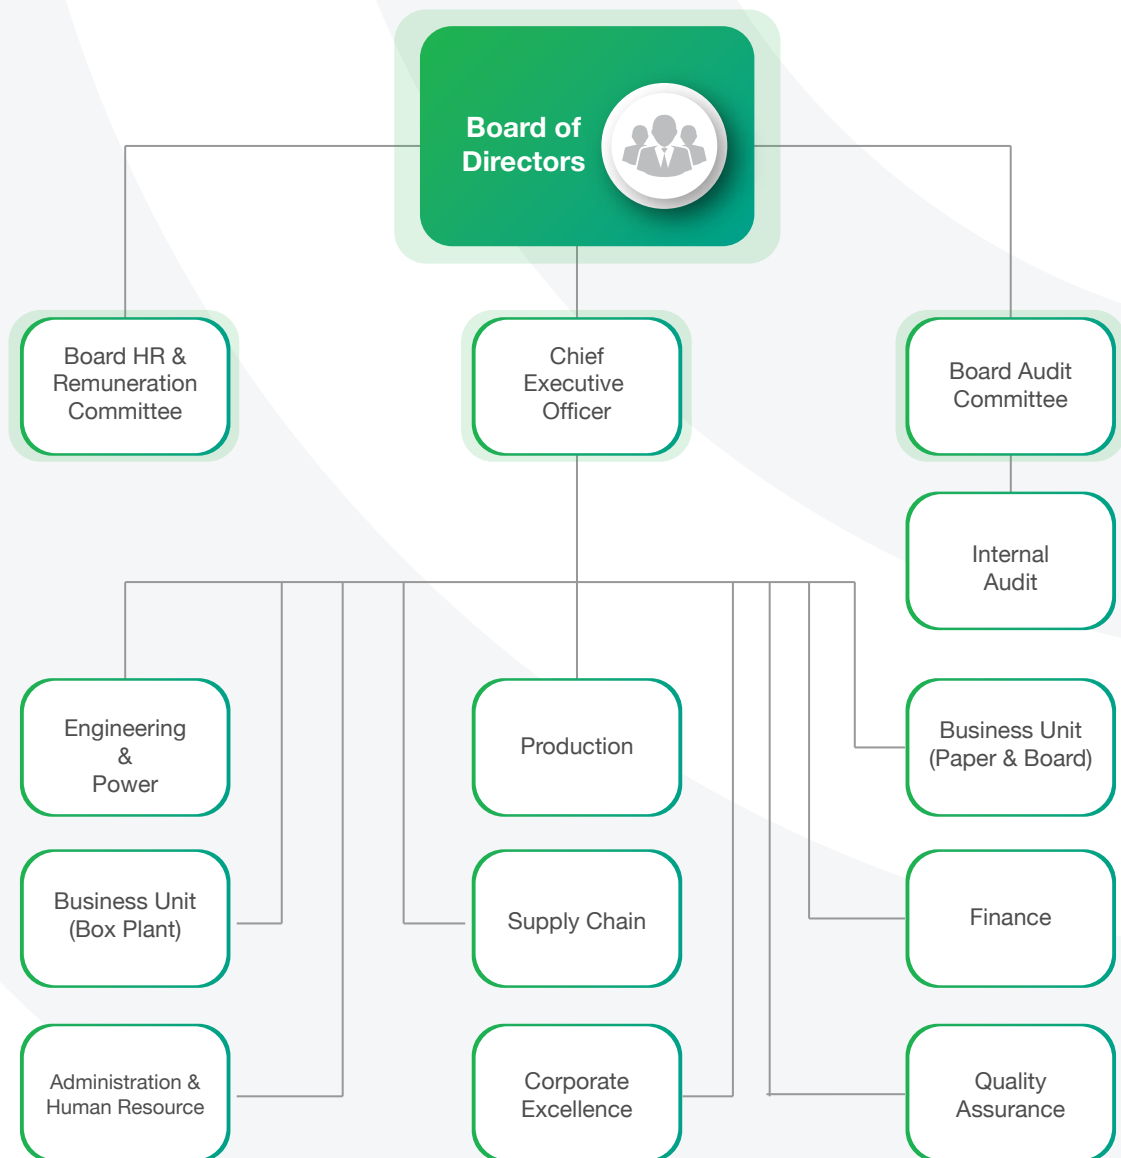 Board of
Directors
Board HR &
Remuneration
Committee
Chief
Executive
Officer
Board Audit
Committee
Internal
Audit
Engineering
&
Power
Production
Business Unit
(Paper & Board)
Business Unit
(Box Plant)
Supply Chain
Finance
Administration &
Human Resource
Corporate
Excellence
Quality
Assurance